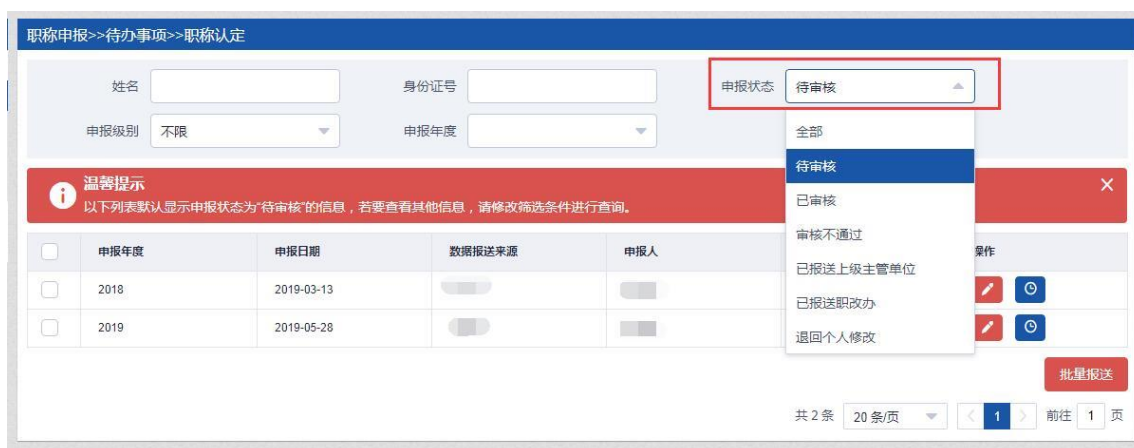 职称申报>>待办事项>>职称认定
姓名 身份证号 申报状态 待审核
申报级别 不限 申报年度
全部
待审核
已审核
审核不通过
已报送上级主管单位
已报送职改办
退回个人修改
温馨提示
以下列表默认显示申报状态为“待审核”的信息，若要查看其他信息，请修改筛选条件进行查询。
申报年度 申报日期 数据报送来源 申报人 操作
2018 2019-03-13
2019 2019-05-28
批量报送
共 2 条 20 条/页 < 1 > 前往 1 页